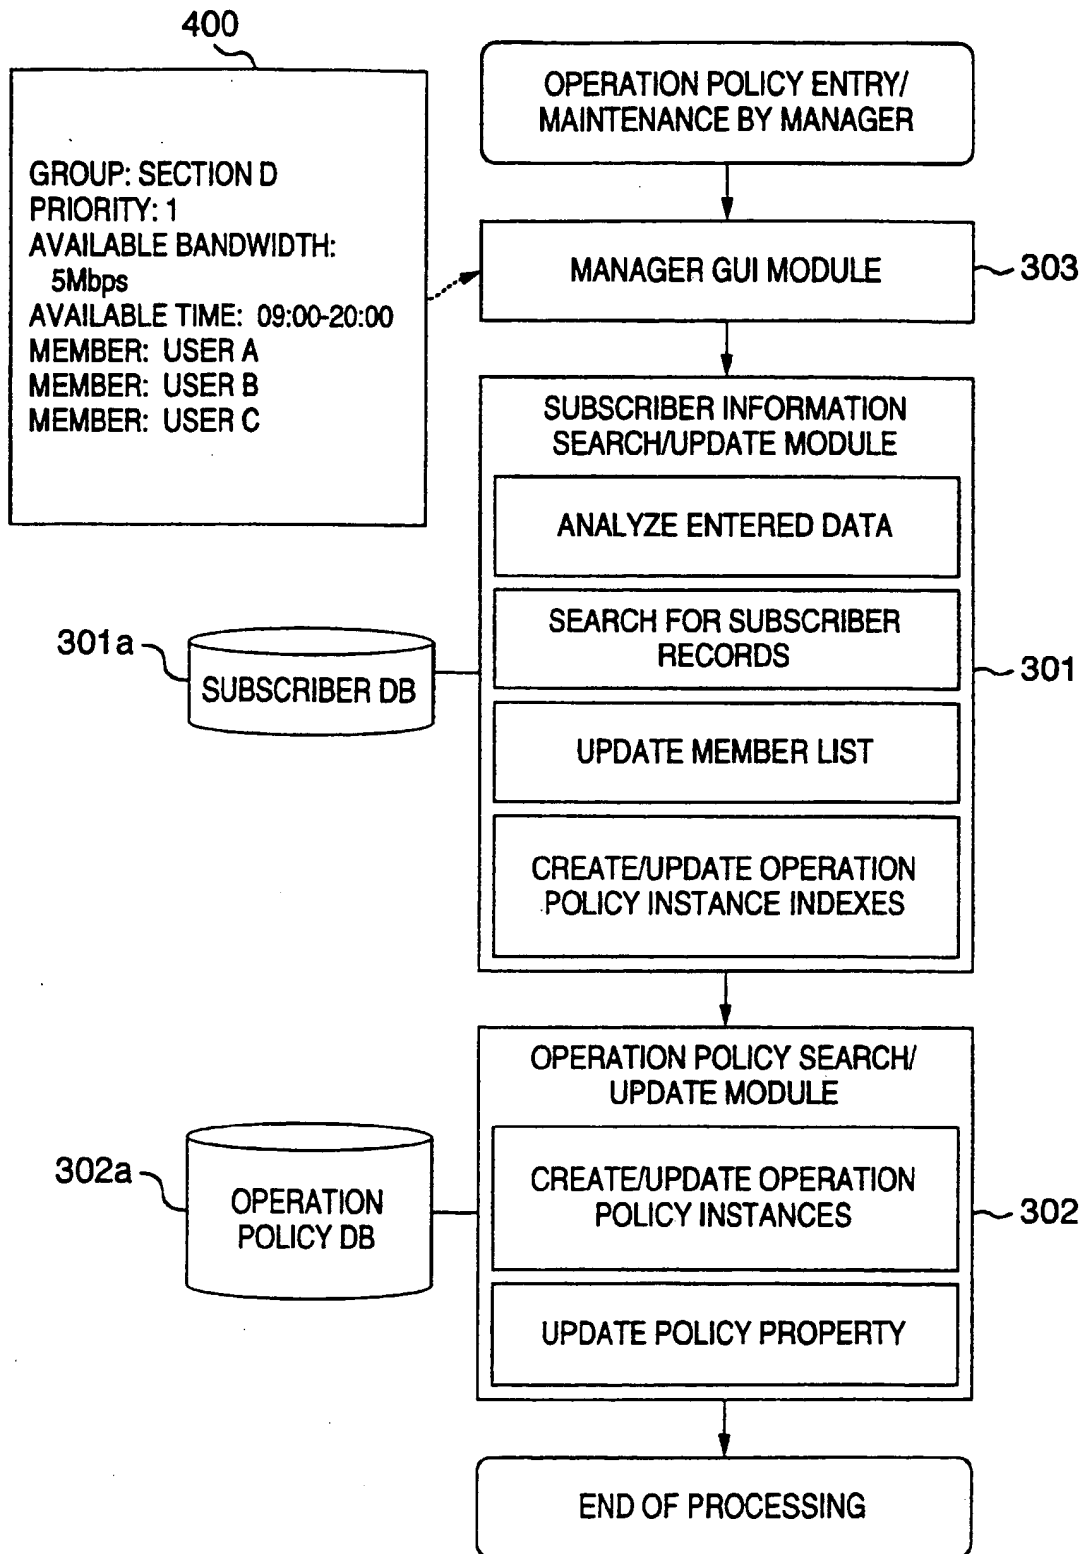 400
GROUP: SECTION D
PRIORITY: 1
AVAILABLE BANDWIDTH:
5Mbps
AVAILABLE TIME: 09:00-20:00
MEMBER: USER A
MEMBER: USER B
MEMBER: USER C
OPERATION POLICY ENTRY/
MAINTENANCE BY MANAGER
MANAGER GUI MODULE
303
SUBSCRIBER INFORMATION
SEARCH/UPDATE MODULE
ANALYZE ENTERED DATA
SEARCH FOR SUBSCRIBER
RECORDS
UPDATE MEMBER LIST
CREATE/UPDATE OPERATION
POLICY INSTANCE INDEXES
301
301a
SUBSCRIBER DB
OPERATION POLICY SEARCH/
UPDATE MODULE
CREATE/UPDATE OPERATION
POLICY INSTANCES
UPDATE POLICY PROPERTY
302
302a
OPERATION
POLICY DB
END OF PROCESSING